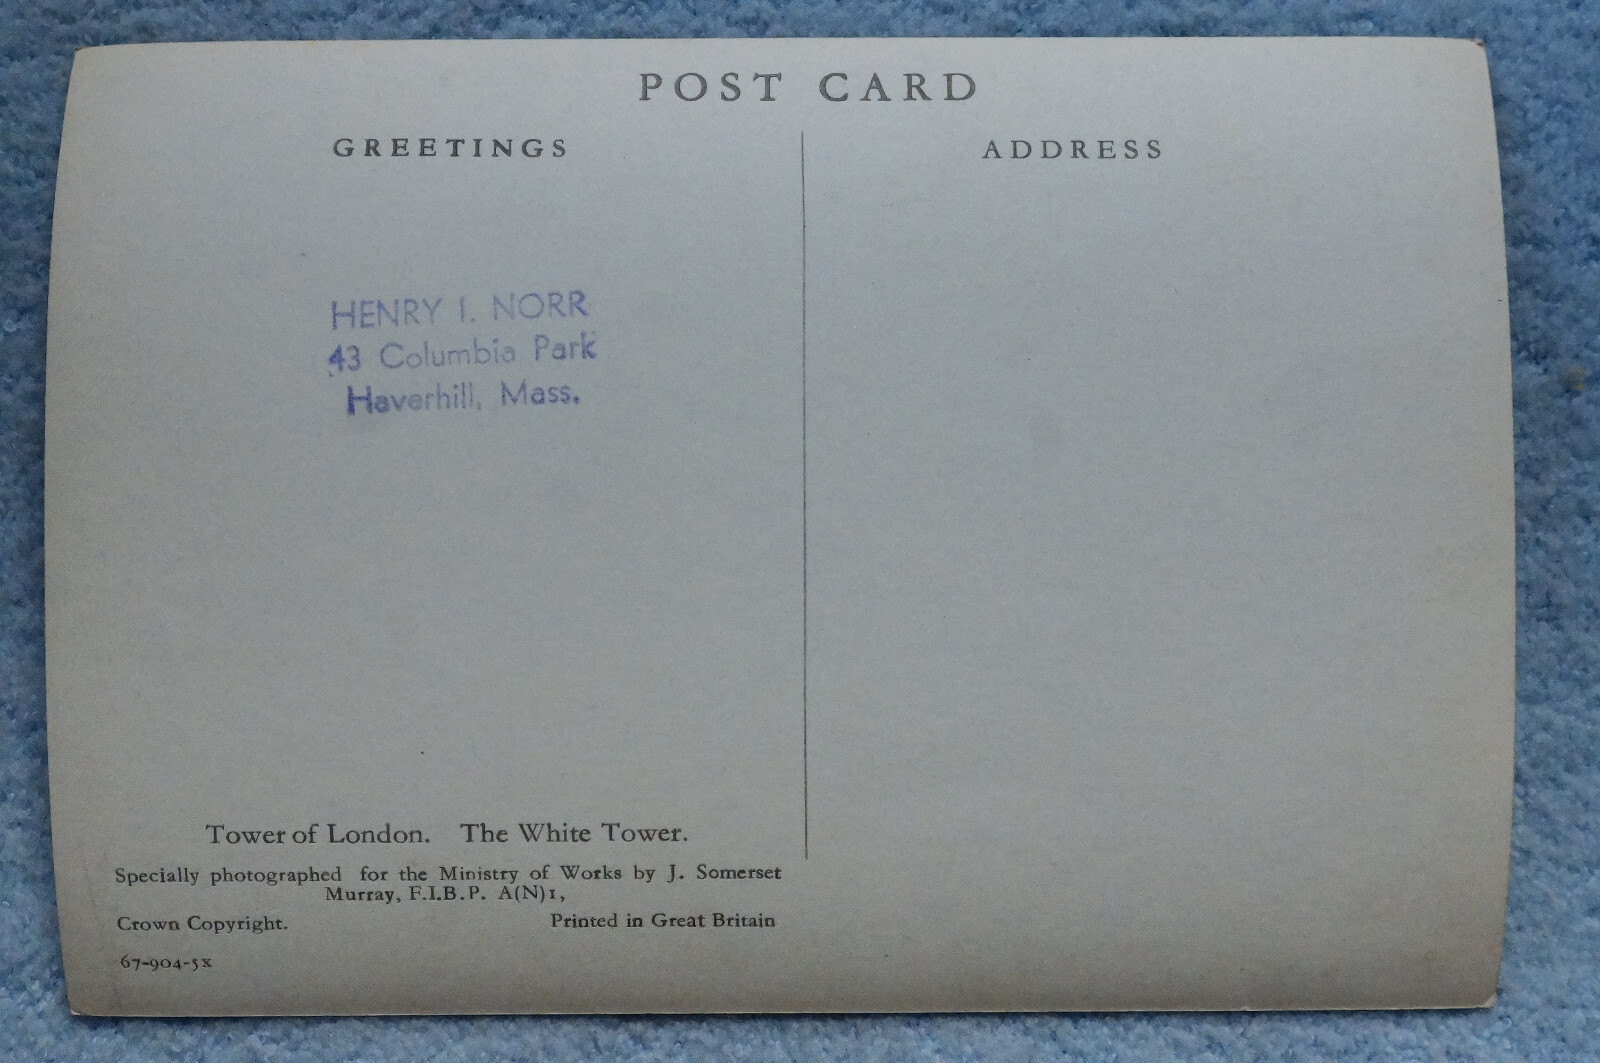 POST CARD
GREETINGS
ADDRESS
HENRY I. NORR
43 Columbia Park
Haverhill, Mass.
Tower of London. The White Tower.
Specially photographed for the Ministry of Works by J. Somerset
Murray, F.I.B.P. A(N)1,
Crown Copyright.
Printed in Great Britain
67-904-5x